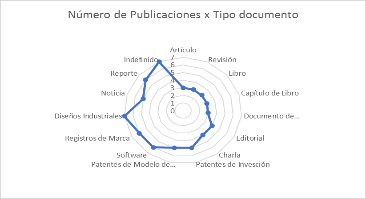 Número de Publicaciones x Tipo documento
Artículo
Indefinido
Revisión
7
6
5
4
3
2
1
0
Reporte
Libro
Noticia
Capítulo de Libro
Diseños Industriales
Documento de...
Registros de Marca
Editorial
Software
Charla
Patentes de Modelo de...
Patentes de Invesción